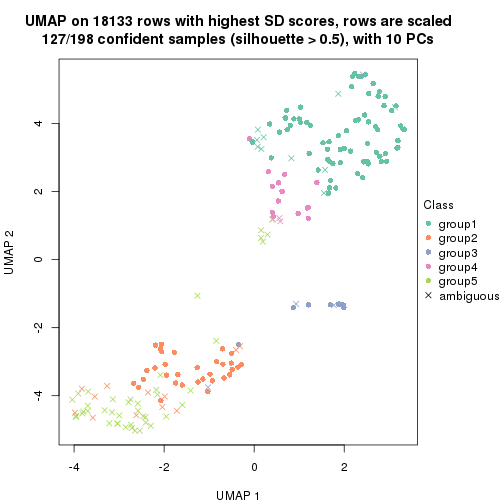 UMAP on 18133 rows with highest SD scores, rows are scaled
127/198 confident samples (silhouette > 0.5), with 10 PCs
4
2
0
-2
-4
UMAP 2
-4
-2
0
2
UMAP 1
Class
group1
group2
group3
group4
group5
ambiguous